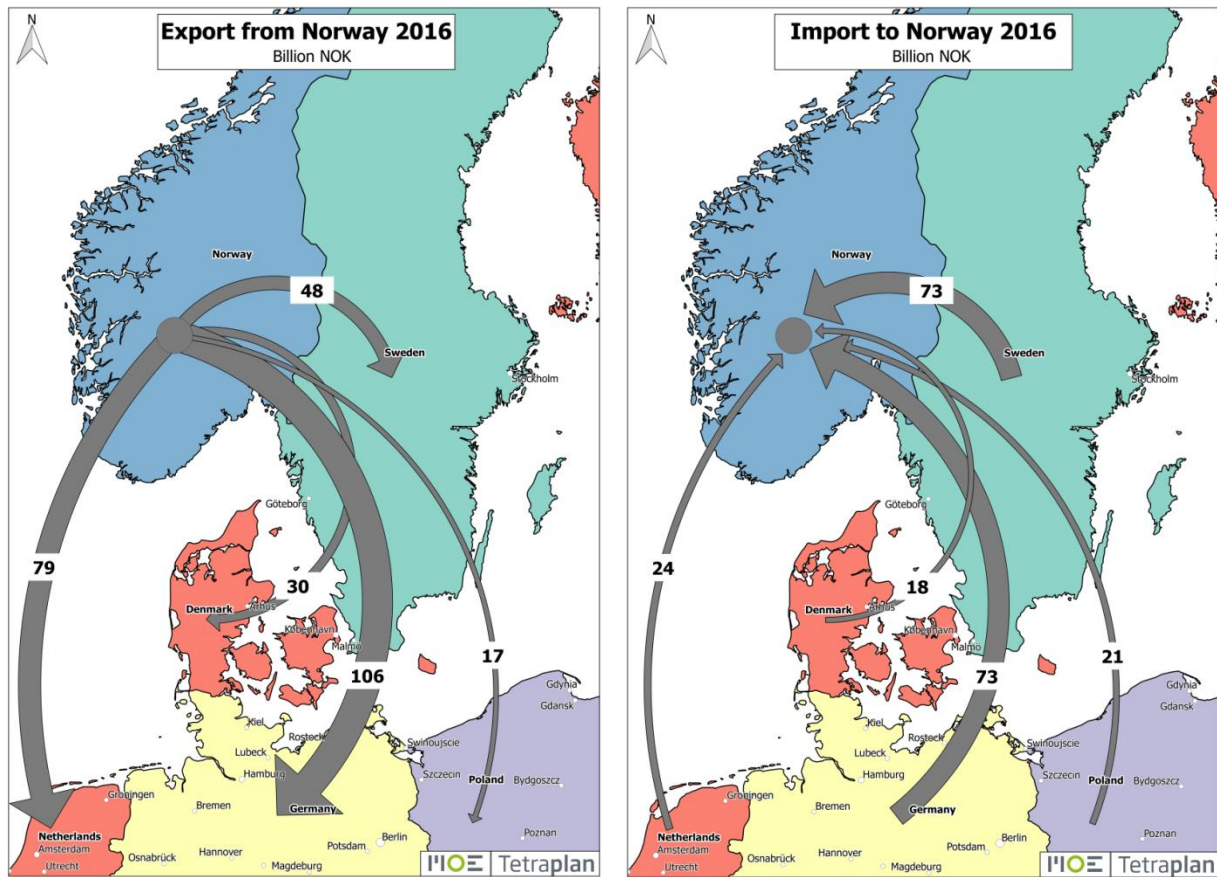 N
Export from Norway 2016
Billion NOK
Norway
48
Sweden
Stockholm
Göteborg
79
30
Denmark
Århus
København
Malmö
17
106
Gdynia
Gdansk
Kiel
Rostock
Lubeck
Swinoujscie
Hamburg
Szczecin
Poland
Bydgoszcz
Groningen
Bremen
Germany
Netherlands
Amsterdam
Utrecht
Osnabrück
Hannover
Magdeburg
Potsdam
Berlin
Poznan
MOE Tetraplan
N
Import to Norway 2016
Billion NOK
Norway
73
Sweden
Stockholm
Göteborg
24
18
Denmark
Århus
København
Malmö
21
73
Gdynia
Gdansk
Kiel
Rostock
Lubeck
Swinoujscie
Hamburg
Szczecin
Poland
Bydgoszcz
Groningen
Bremen
Germany
Netherlands
Amsterdam
Utrecht
Osnabrück
Hannover
Magdeburg
Potsdam
Berlin
Poznan
MOE Tetraplan